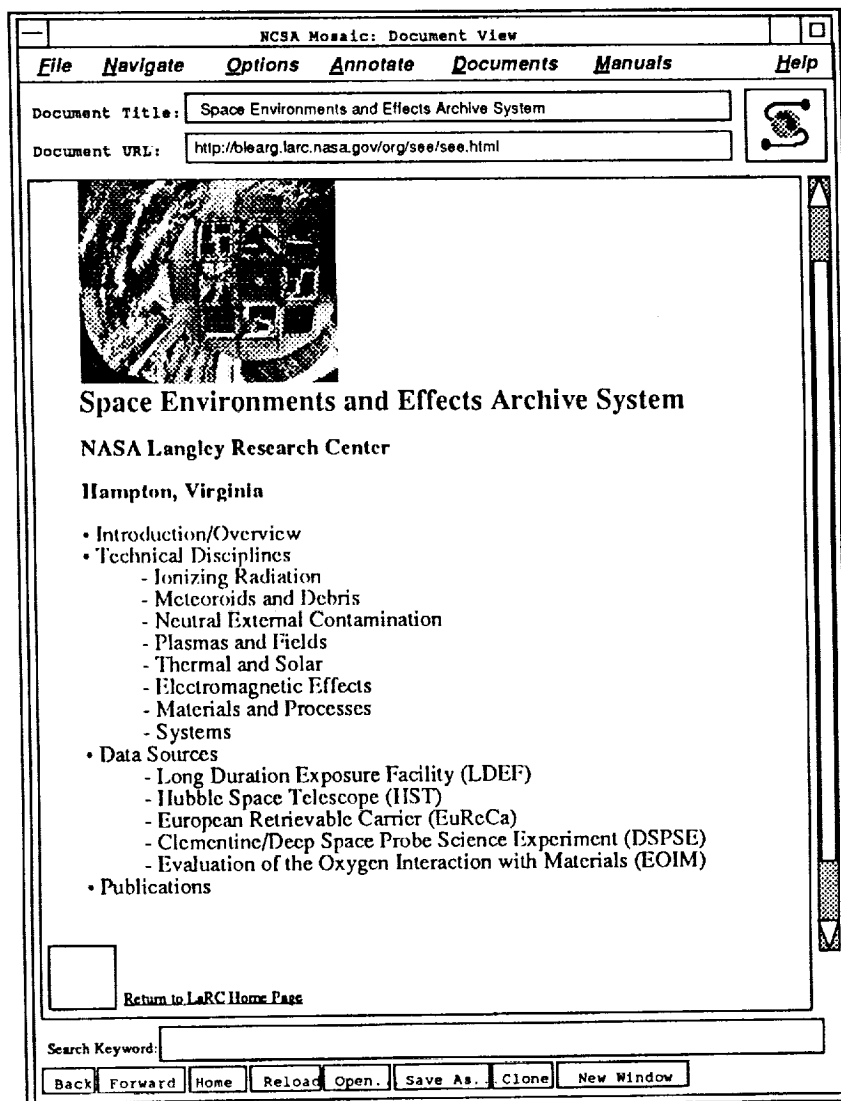 NCSA Mosaic: Document View
File Navigate Options Annotate Documents Manuals Help
Document Title: Space Environments and Effects Archive System
Document URL: http://blearg.larc.nasa.gov/org/see/see.html
Space Environments and Effects Archive System
NASA Langley Research Center
Hampton, Virginia
• Introduction/Overview
• Technical Disciplines
- Ionizing Radiation
- Meteoroids and Debris
- Neutral External Contamination
- Plasmas and Fields
- Thermal and Solar
- Electromagnetic Effects
- Materials and Processes
- Systems
• Data Sources
- Long Duration Exposure Facility (LDEF)
- Hubble Space Telescope (HST)
- European Retrievable Carrier (EuReCa)
- Clementine/Deep Space Probe Science Experiment (DSPSE)
- Evaluation of the Oxygen Interaction with Materials (EOIM)
• Publications
Return to LaRC Home Page
Search Keyword:
Back Forward Home Reload Open.. Save As.. Clone New Window